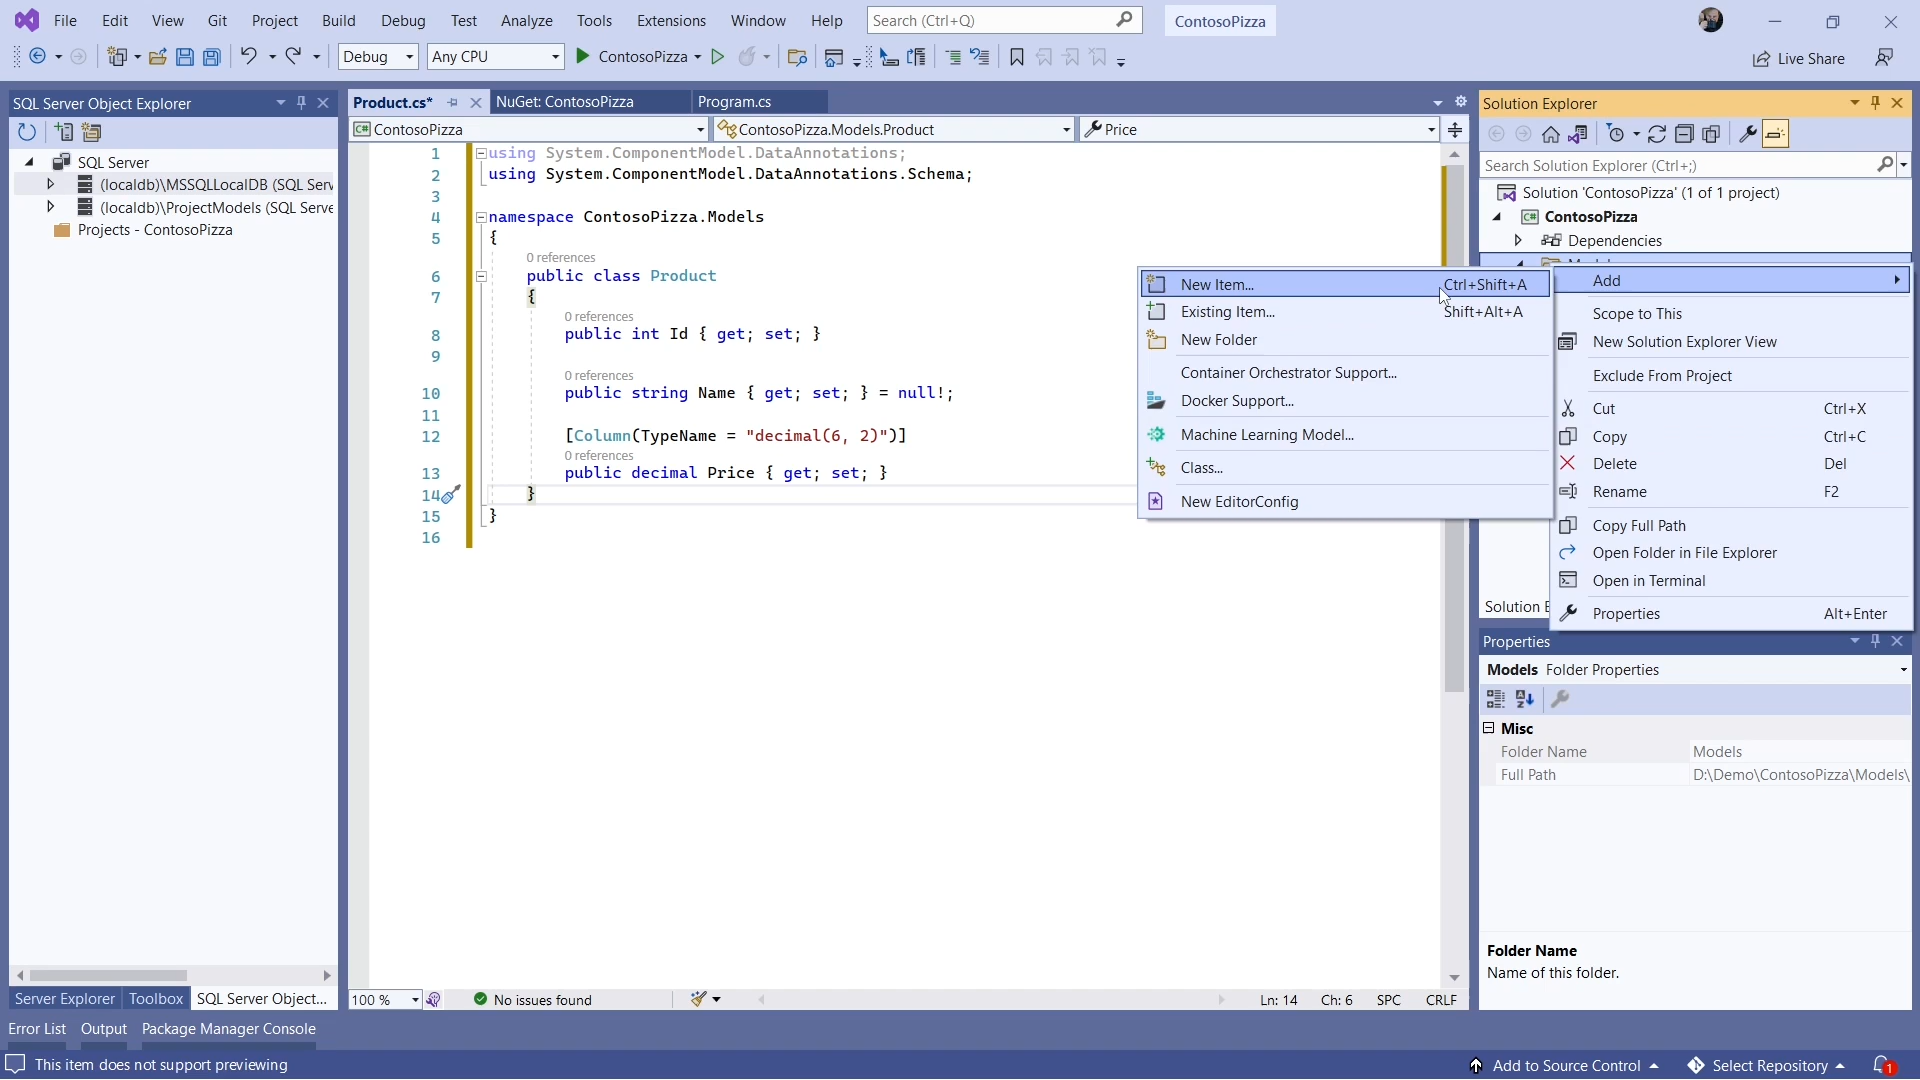 File Edit View Git Project Build Debug Test Analyze Tools Extensions Window Help Search (Ctrl+Q) ContosoPizza
Debug Any CPU ContosoPizza Live Share
SQL Server Object Explorer
SQL Server
(localdb)\MSSQLLocalDB (SQL Serv
(localdb)\ProjectModels (SQL Serve
Projects - ContosoPizza
Server Explorer Toolbox SQL Server Object...
Product.cs* NuGet: ContosoPizza Program.cs
C# ContosoPizza ContosoPizza.Models.Product Price
1 using System.ComponentModel.DataAnnotations;
2 using System.ComponentModel.DataAnnotations.Schema;
3
4 namespace ContosoPizza.Models
5 {
0 references
6 public class Product
7 {
0 references
8 public int Id { get; set; }
9
0 references
10 public string Name { get; set; } = null!;
11
12 [Column(TypeName = "decimal(6, 2)")]
0 references
13 public decimal Price { get; set; }
14 }
15 }
16
100 % No issues found Ln: 14 Ch: 6 SPC CRLF
New Item... Ctrl+Shift+A
Existing Item... Shift+Alt+A
New Folder
Container Orchestrator Support...
Docker Support...
Machine Learning Model...
Class...
New EditorConfig
Solution Explorer
Search Solution Explorer (Ctrl+;)
Solution 'ContosoPizza' (1 of 1 project)
C# ContosoPizza
Dependencies
Add
Scope to This
New Solution Explorer View
Exclude From Project
Cut Ctrl+X
Copy Ctrl+C
Delete Del
Rename F2
Copy Full Path
Open Folder in File Explorer
Open in Terminal
Properties Alt+Enter
Solution E
Properties
Models Folder Properties
Misc
Folder Name Models
Full Path D:\Demo\ContosoPizza\Models\
Folder Name
Name of this folder.
Error List Output Package Manager Console
This item does not support previewing Add to Source Control Select Repository 1